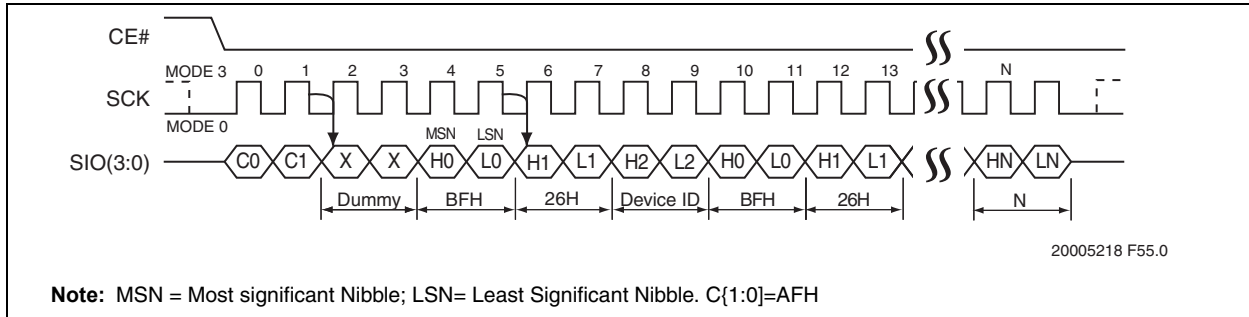 CE#
MODE 3 0 1 2 3 4 5 6 7 8 9 10 11 12 13 N
SCK
MODE 0
MSN LSN
SIO(3:0) C0 C1 X X H0 L0 H1 L1 H2 L2 H0 L0 H1 L1 HN LN
Dummy BFH 26H Device ID BFH 26H N
20005218 F55.0
Note: MSN = Most significant Nibble; LSN= Least Significant Nibble. C{1:0]=AFH